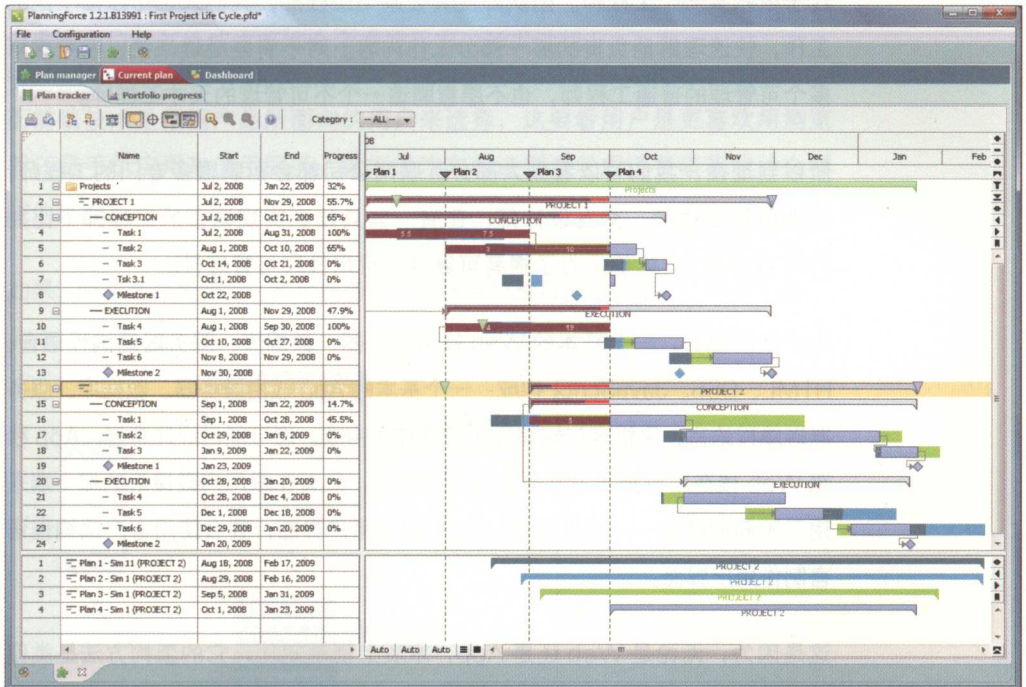 PlanningForce 1.2.1.B13991 : First Project Life Cycle.pfd*
File Configuration Help
Plan manager Current plan Dashboard
Plan tracker Portfolio progress
Category : -- ALL --
Name Start End Progress
08
Jul Aug Sep Oct Nov Dec Jan Feb
Plan 1 Plan 2 Plan 3 Plan 4
1 Projects Jul 2, 2008 Jan 22, 2009 32% Projects
2 PROJECT 1 Jul 2, 2008 Nov 29, 2008 55.7% PROJECT 1
3 CONCEPTION Jul 2, 2008 Oct 21, 2008 65% CONCEPTION
4 Task 1 Jul 2, 2008 Aug 31, 2008 100% 5.5 7.5
5 Task 2 Aug 1, 2008 Oct 10, 2008 65% 3 10
6 Task 3 Oct 14, 2008 Oct 21, 2008 0%
7 Tsk 3.1 Oct 1, 2008 Oct 2, 2008 0%
8 Milestone 1 Oct 22, 2008
9 EXECUTION Aug 1, 2008 Nov 29, 2008 47.9% EXECUTION
10 Task 4 Aug 1, 2008 Sep 30, 2008 100%
11 Task 5 Oct 10, 2008 Oct 27, 2008 0%
12 Task 6 Nov 8, 2008 Nov 29, 2008 0%
13 Milestone 2 Nov 30, 2008
PROJECT 2
15 CONCEPTION Sep 1, 2008 Jan 22, 2009 14.7% CONCEPTION
16 Task 1 Sep 1, 2008 Oct 28, 2008 45.5% 5
17 Task 2 Oct 29, 2008 Jan 8, 2009 0%
18 Task 3 Jan 9, 2009 Jan 22, 2009 0%
19 Milestone 1 Jan 23, 2009
20 EXECUTION Oct 28, 2008 Jan 20, 2009 0% EXECUTION
21 Task 4 Oct 28, 2008 Dec 4, 2008 0%
22 Task 5 Dec 1, 2008 Dec 18, 2008 0%
23 Task 6 Dec 29, 2008 Jan 20, 2009 0%
24 Milestone 2 Jan 20, 2009
1 Plan 1 - Sim 11 (PROJECT 2) Aug 18, 2008 Feb 17, 2009 PROJECT 2
2 Plan 2 - Sim 1 (PROJECT 2) Aug 29, 2008 Feb 16, 2009 PROJECT 2
3 Plan 3 - Sim 1 (PROJECT 2) Sep 5, 2008 Jan 31, 2009 PROJECT 2
4 Plan 4 - Sim 1 (PROJECT 2) Oct 1, 2008 Jan 23, 2009 PROJECT 2
Auto Auto Auto